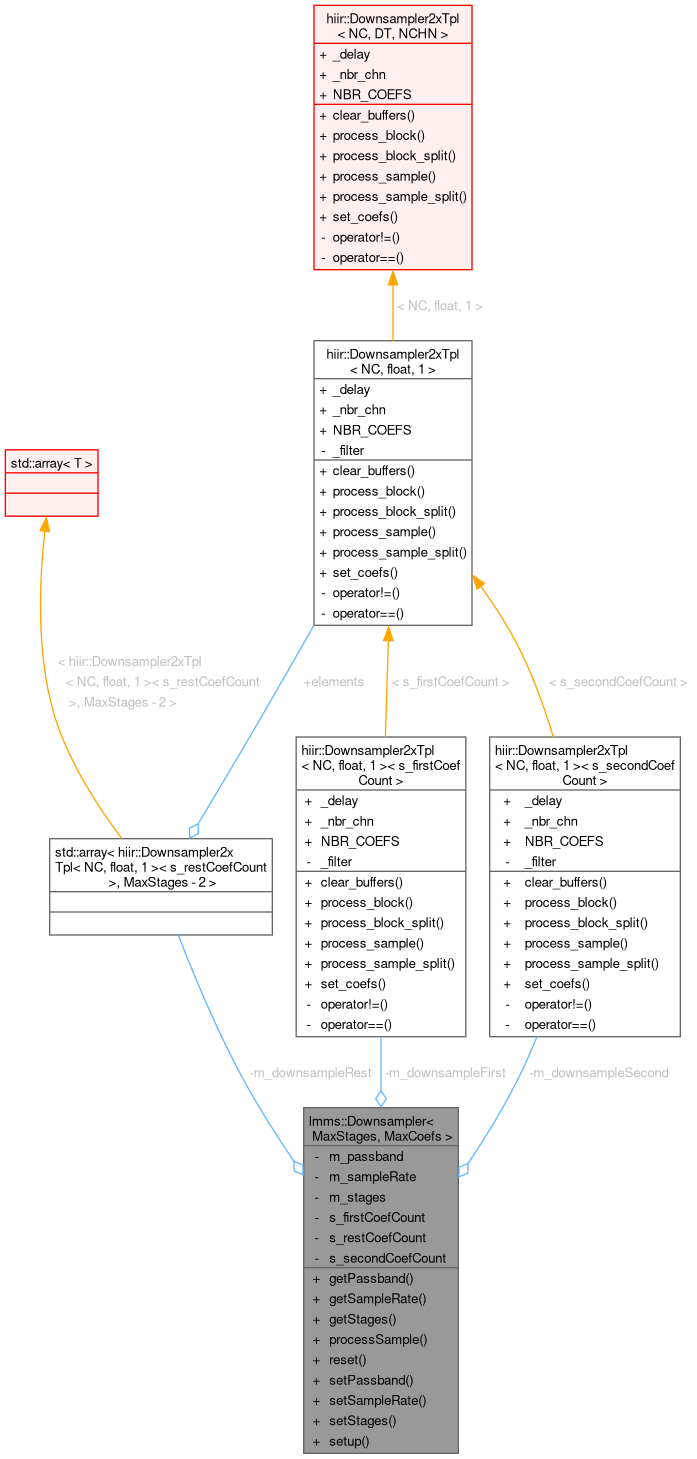 hiir::Downsampler2xTpl
< NC, DT, NCHN >
+ _delay
+ _nbr_chn
+ NBR_COEFS
+ clear_buffers()
+ process_block()
+ process_block_split()
+ process_sample()
+ process_sample_split()
+ set_coefs()
- operator!=()
- operator==()
< NC, float, 1 >
hiir::Downsampler2xTpl
< NC, float, 1 >
+ _delay
+ _nbr_chn
+ NBR_COEFS
- _filter
+ clear_buffers()
+ process_block()
+ process_block_split()
+ process_sample()
+ process_sample_split()
+ set_coefs()
- operator!=()
- operator==()
std::array< T >
< hiir::Downsampler2xTpl
< NC, float, 1 >< s_restCoefCount
>, MaxStages - 2 >
+elements
< s_firstCoefCount >
< s_secondCoefCount >
std::array< hiir::Downsampler2x
Tpl< NC, float, 1 >< s_restCoefCount
>, MaxStages - 2 >
hiir::Downsampler2xTpl
< NC, float, 1 >< s_firstCoef
Count >
+ _delay
+ _nbr_chn
+ NBR_COEFS
- _filter
+ clear_buffers()
+ process_block()
+ process_block_split()
+ process_sample()
+ process_sample_split()
+ set_coefs()
- operator!=()
- operator==()
hiir::Downsampler2xTpl
< NC, float, 1 >< s_secondCoef
Count >
+ _delay
+ _nbr_chn
+ NBR_COEFS
- _filter
+ clear_buffers()
+ process_block()
+ process_block_split()
+ process_sample()
+ process_sample_split()
+ set_coefs()
- operator!=()
- operator==()
-m_downsampleRest
-m_downsampleFirst
-m_downsampleSecond
lmms::Downsampler<
MaxStages, MaxCoefs >
- m_passband
- m_sampleRate
- m_stages
- s_firstCoefCount
- s_restCoefCount
- s_secondCoefCount
+ getPassband()
+ getSampleRate()
+ getStages()
+ processSample()
+ reset()
+ setPassband()
+ setSampleRate()
+ setStages()
+ setup()